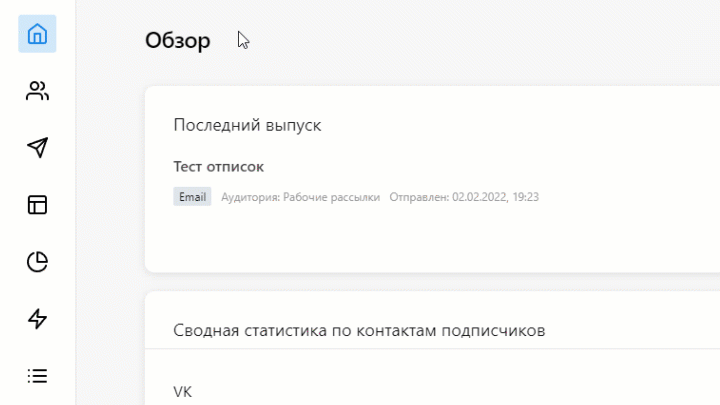 Обзор
Последний выпуск
Тест отписок
Email Аудитория: Рабочие рассылки Отправлен: 02.02.2022, 19:23
Сводная статистика по контактам подписчиков
VK